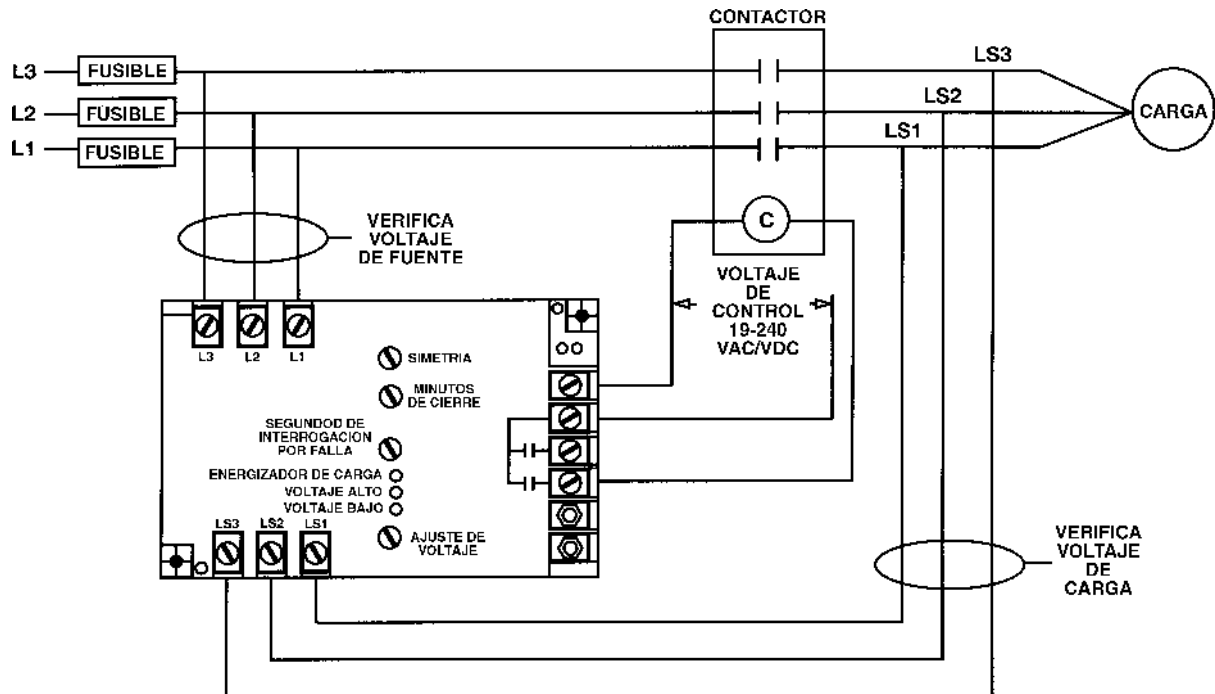 CONTACTOR
L3
FUSIBLE
LS3
L2
FUSIBLE
LS2
L1
FUSIBLE
LS1
CARGA
C
VERIFICA
VOLTAJE
DE FUENTE
VOLTAJE
DE
CONTROL
19-240
VAC/VDC
L3
L2
L1
SIMETRIA
MINUTOS
DE CIERRE
SEGUNDOD DE
INTERROGACION
POR FALLA
ENERGIZADOR DE CARGA
VOLTAJE ALTO
VOLTAJE BAJO
LS3
LS2
LS1
AJUSTE DE
VOLTAJE
VERIFICA
VOLTAJE
DE
CARGA